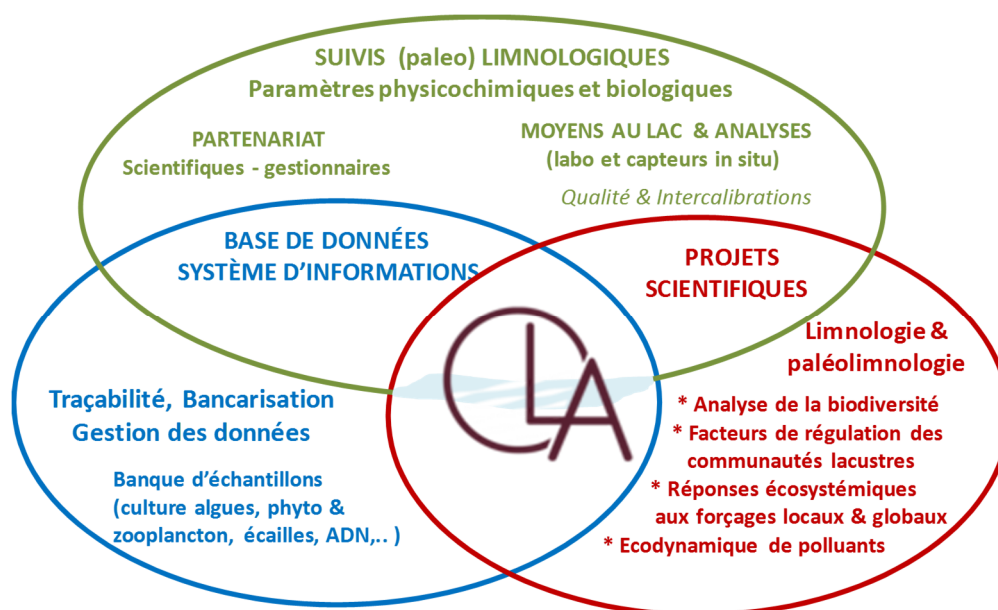 SUIVIS (paleo) LIMNOLOGIQUES
Paramètres physicochimiques et biologiques
PARTENARIAT
Scientifiques - gestionnaires
MOYENS AU LAC & ANALYSES
(labo et capteurs in situ)
Qualité & Intercalibrations
BASE DE DONNÉES
SYSTÈME D'INFORMATIONS
PROJETS
SCIENTIFIQUES
OLA
Traçabilité, Bancarisation
Gestion des données
Banque d'échantillons
(culture algues, phyto &
zooplancton, écailles, ADN,.. )
Limnologie &
paléolimnologie
* Analyse de la biodiversité
* Facteurs de régulation des
communautés lacustres
* Réponses écosystémiques
aux forçages locaux & globaux
* Ecodynamique de polluants